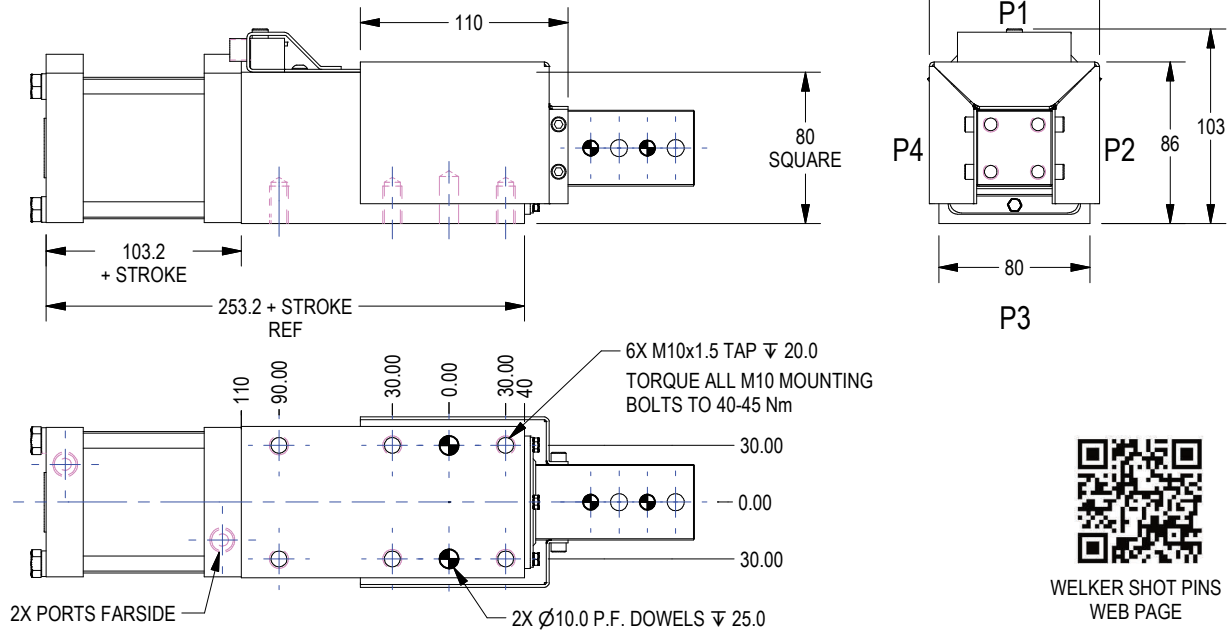 110
P1
80
SQUARE
P4
P2
86
103
103.2
+ STROKE
80
253.2 + STROKE
REF
P3
110
90.00
30.00
0.00
30.00
40
6X M10x1.5 TAP ↧ 20.0
TORQUE ALL M10 MOUNTING
BOLTS TO 40-45 Nm
30.00
0.00
30.00
2X PORTS FARSIDE
2X Ø10.0 P.F. DOWELS ↧ 25.0
WELKER SHOT PINS
WEB PAGE